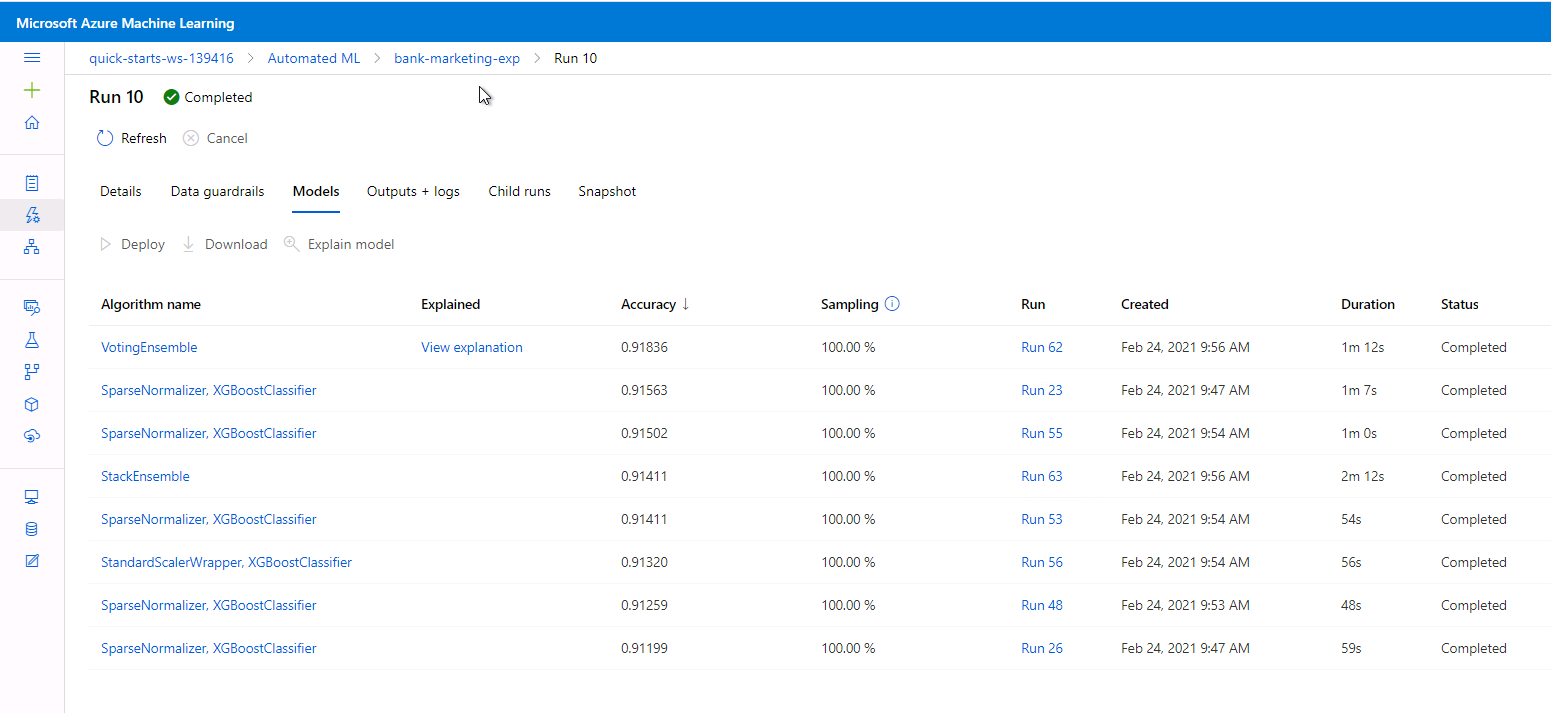 Microsoft Azure Machine Learning
quick-starts-ws-139416 > Automated ML > bank-marketing-exp > Run 10
Run 10 Completed
Refresh Cancel
Details Data guardrails Models Outputs + logs Child runs Snapshot
Deploy Download Explain model
Algorithm name Explained Accuracy ↓ Sampling Run Created Duration Status
VotingEnsemble View explanation 0.91836 100.00 % Run 62 Feb 24, 2021 9:56 AM 1m 12s Completed
SparseNormalizer, XGBoostClassifier 0.91563 100.00 % Run 23 Feb 24, 2021 9:47 AM 1m 7s Completed
SparseNormalizer, XGBoostClassifier 0.91502 100.00 % Run 55 Feb 24, 2021 9:54 AM 1m 0s Completed
StackEnsemble 0.91411 100.00 % Run 63 Feb 24, 2021 9:56 AM 2m 12s Completed
SparseNormalizer, XGBoostClassifier 0.91411 100.00 % Run 53 Feb 24, 2021 9:54 AM 54s Completed
StandardScalerWrapper, XGBoostClassifier 0.91320 100.00 % Run 56 Feb 24, 2021 9:54 AM 56s Completed
SparseNormalizer, XGBoostClassifier 0.91259 100.00 % Run 48 Feb 24, 2021 9:53 AM 48s Completed
SparseNormalizer, XGBoostClassifier 0.91199 100.00 % Run 26 Feb 24, 2021 9:47 AM 59s Completed